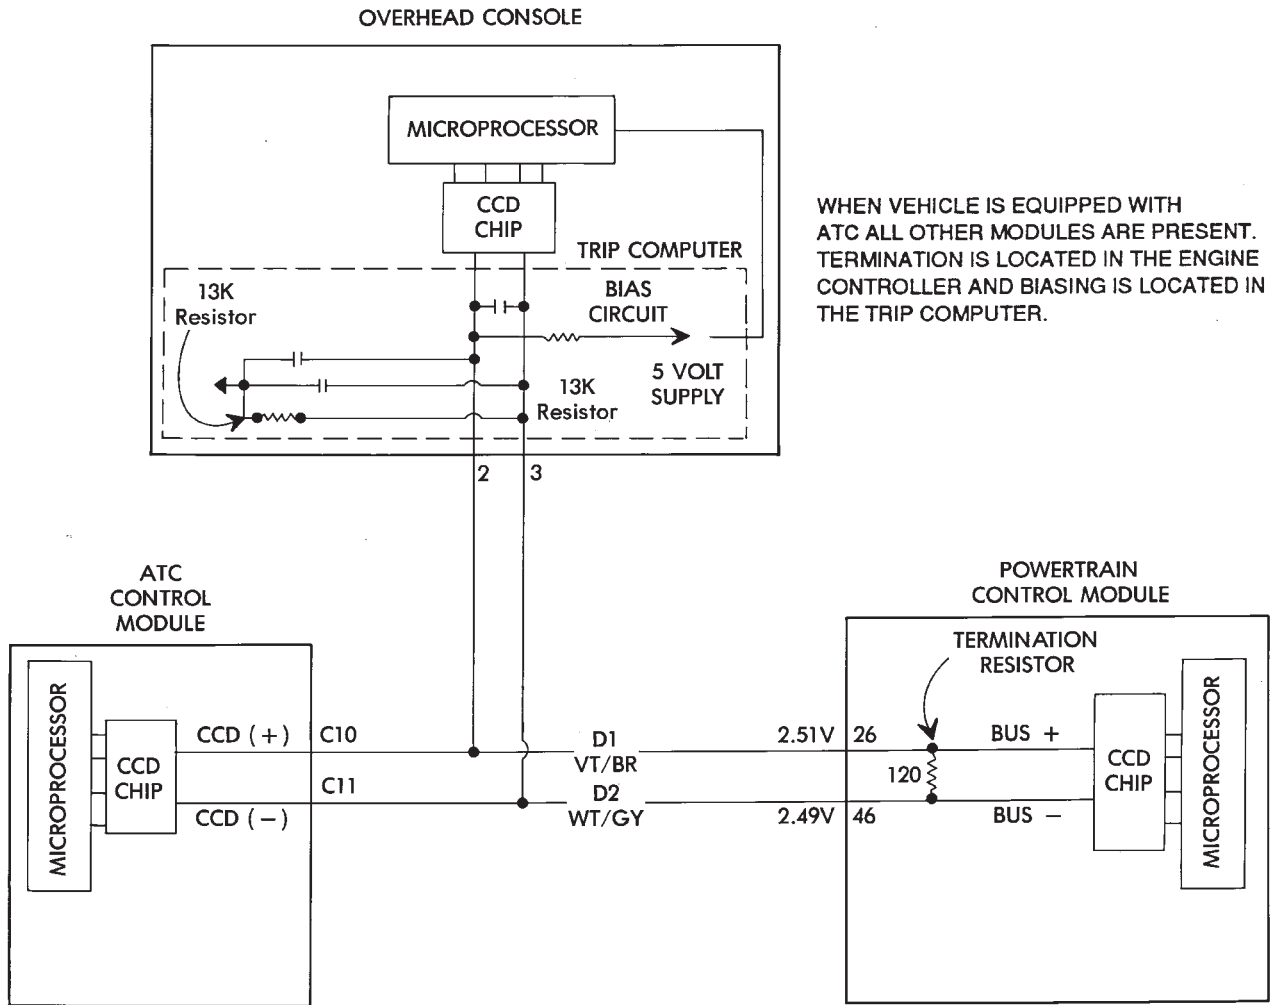 OVERHEAD CONSOLE
MICROPROCESSOR
CCD
CHIP
TRIP COMPUTER
13K
Resistor
BIAS
CIRCUIT
5 VOLT
SUPPLY
13K
Resistor
2
3
WHEN VEHICLE IS EQUIPPED WITH
ATC ALL OTHER MODULES ARE PRESENT.
TERMINATION IS LOCATED IN THE ENGINE
CONTROLLER AND BIASING IS LOCATED IN
THE TRIP COMPUTER.
ATC
CONTROL
MODULE
MICROPROCESSOR
CCD
CHIP
CCD (+)
C10
C11
CCD (−)
D1
VT/BR
D2
WT/GY
POWERTRAIN
CONTROL MODULE
TERMINATION
RESISTOR
2.51V
26
BUS +
120
2.49V
46
BUS −
CCD
CHIP
MICROPROCESSOR